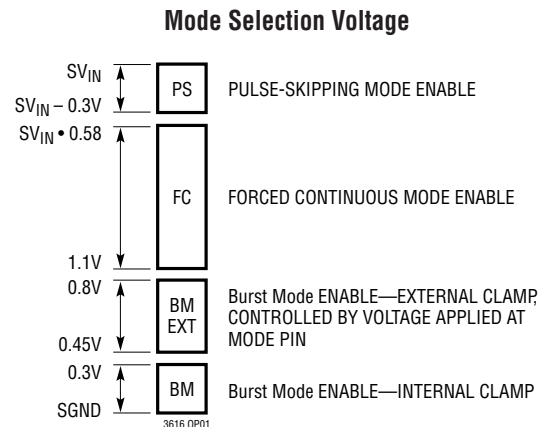 Mode Selection Voltage
SVIN
PS
PULSE-SKIPPING MODE ENABLE
SVIN – 0.3V
SVIN • 0.58
FC
FORCED CONTINUOUS MODE ENABLE
1.1V
0.8V
BM
EXT
Burst Mode ENABLE—EXTERNAL CLAMP,
CONTROLLED BY VOLTAGE APPLIED AT
MODE PIN
0.45V
0.3V
BM
Burst Mode ENABLE—INTERNAL CLAMP
SGND
3616 OP01